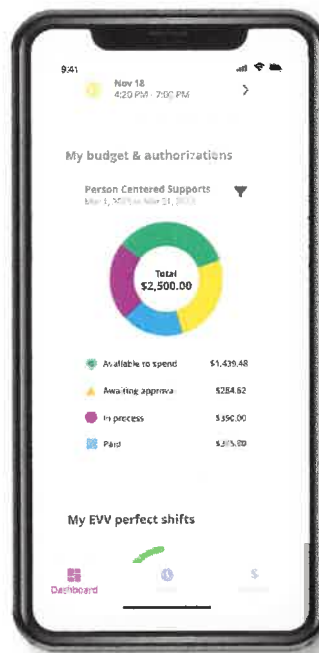 9:41
Nov 18
4:20 PM - 7:00 PM
My budget & authorizations
Person Centered Supports
Mar 1,
Total
$2,500.00
Available to spend $1,439.48
Awaiting approval $284.62
In process
Paid
My EVV perfect shifts
Dashboard
$